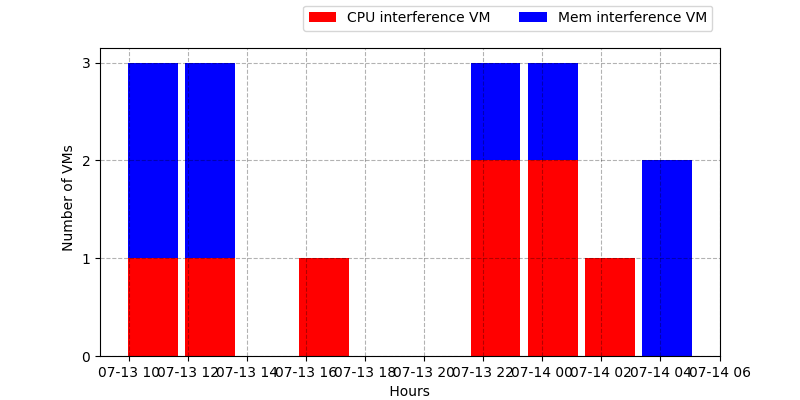 CPU interference VM Mem interference VM
3
2
1
0
Number of VMs
07-13 10 07-13 12 07-13 14 07-13 16 07-13 18 07-13 20 07-13 22 07-14 00 07-14 02 07-14 04 07-14 06
Hours